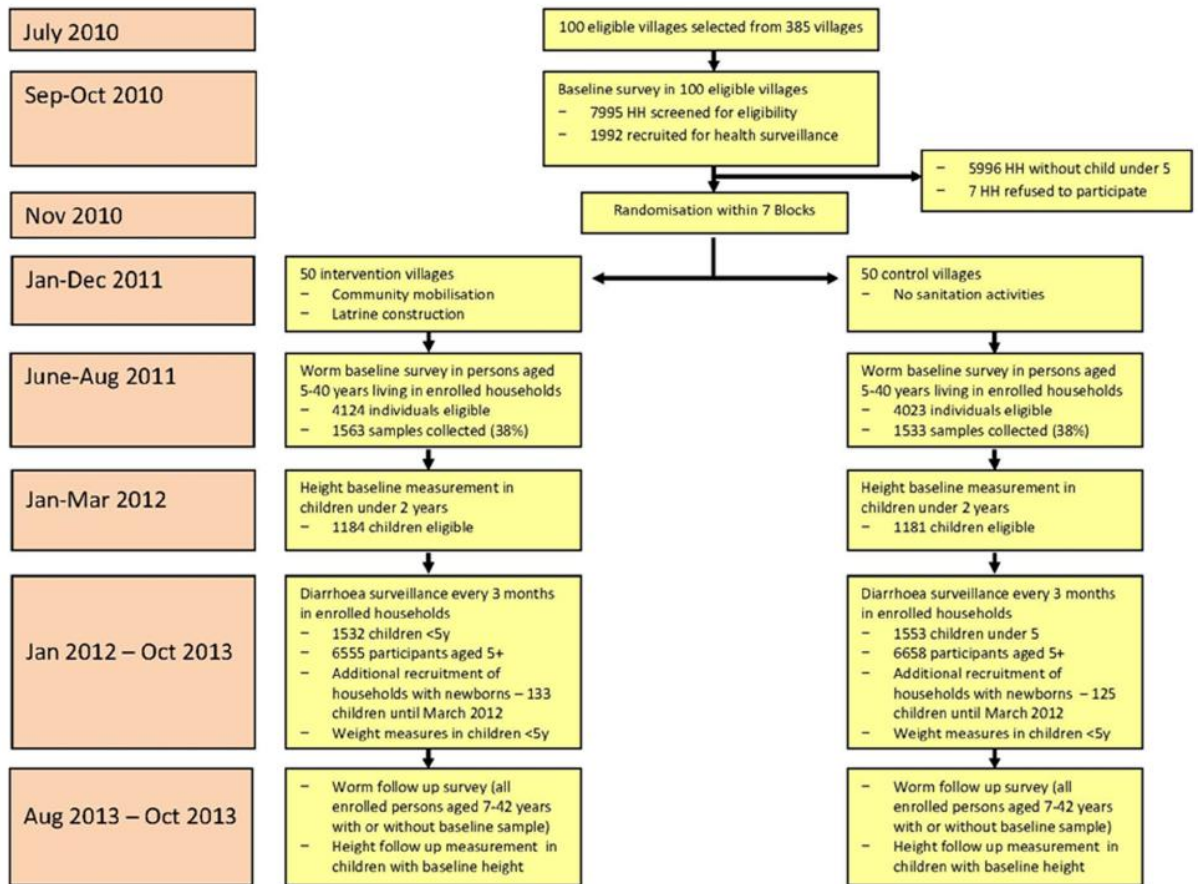 July 2010
100 eligible villages selected from 385 villages
Sep-Oct 2010
Baseline survey in 100 eligible villages
– 7995 HH screened for eligibility
– 1992 recruited for health surveillance
– 5996 HH without child under 5
– 7 HH refused to participate
Nov 2010
Randomisation within 7 Blocks
Jan-Dec 2011
50 intervention villages
– Community mobilisation
– Latrine construction
50 control villages
– No sanitation activities
June-Aug 2011
Worm baseline survey in persons aged
5-40 years living in enrolled households
– 4124 individuals eligible
– 1563 samples collected (38%)
Worm baseline survey in persons aged
5-40 years living in enrolled households
– 4023 individuals eligible
– 1533 samples collected (38%)
Jan-Mar 2012
Height baseline measurement in
children under 2 years
– 1184 children eligible
Height baseline measurement in
children under 2 years
– 1181 children eligible
Jan 2012 – Oct 2013
Diarrhoea surveillance every 3 months
in enrolled households
– 1532 children <5y
– 6555 participants aged 5+
– Additional recruitment of
households with newborns – 133
children until March 2012
– Weight measures in children <5y
Diarrhoea surveillance every 3 months
in enrolled households
– 1553 children under 5
– 6658 participants aged 5+
– Additional recruitment of
households with newborns – 125
children until March 2012
– Weight measures in children <5y
Aug 2013 – Oct 2013
– Worm follow up survey (all
enrolled persons aged 7-42 years
with or without baseline sample)
– Height follow up measurement in
children with baseline height
– Worm follow up survey (all
enrolled persons aged 7-42 years
with or without baseline sample)
– Height follow up measurement in
children with baseline height